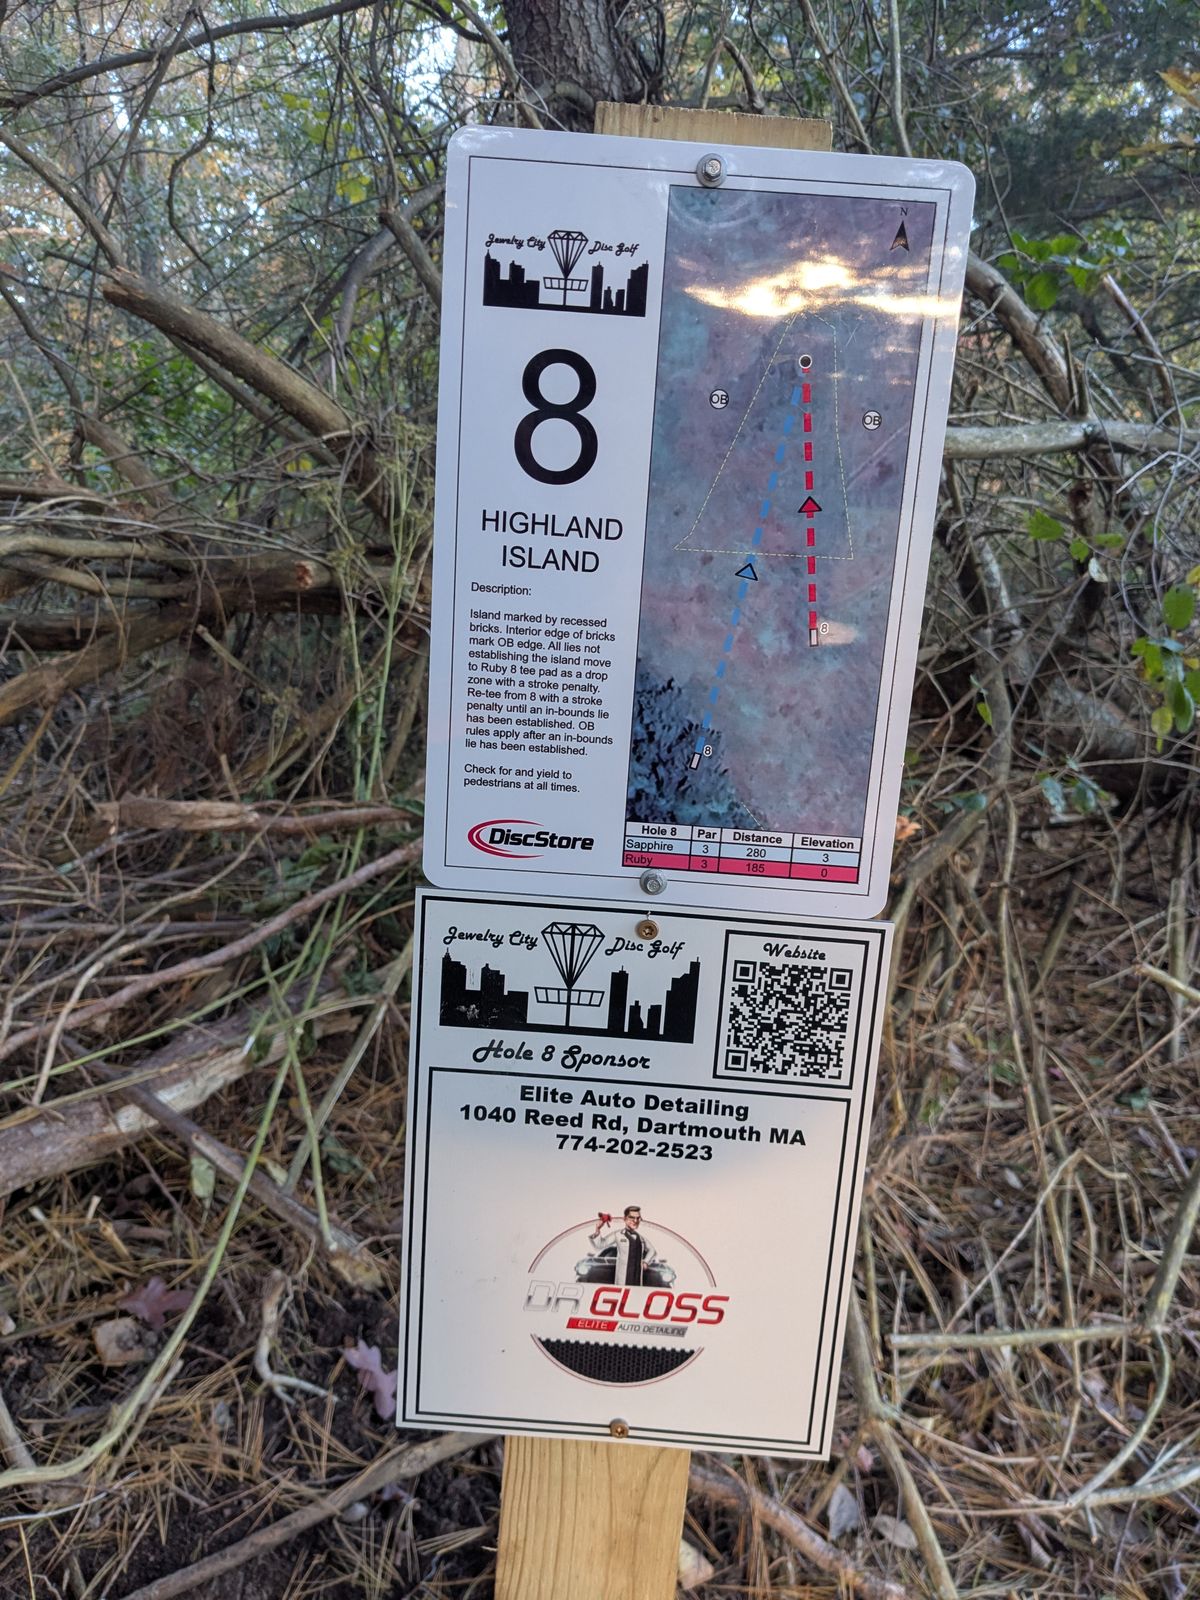 Jewelry City Disc Golf
8
HIGHLAND
ISLAND
Description:
Island marked by recessed
bricks. Interior edge of bricks
mark OB edge. All lies not
establishing the island move
to Ruby 8 tee pad as a drop
zone with a stroke penalty.
Re-tee from 8 with a stroke
penalty until an in-bounds lie
has been established. OB
rules apply after an in-bounds
lie has been established.
Check for and yield to
pedestrians at all times.
DiscStore
N
OB
OB
8
8
Hole 8 Par Distance Elevation
Sapphire 3 280 3
Ruby 3 185 0
Jewelry City Disc Golf
Website
Hole 8 Sponsor
Elite Auto Detailing
1040 Reed Rd, Dartmouth MA
774-202-2523
DR GLOSS
ELITE AUTO DETAILING